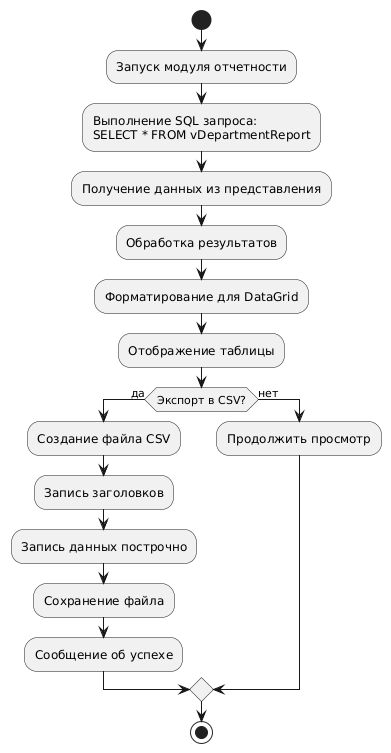 Запуск модуля отчетности
Выполнение SQL запроса:
SELECT * FROM vDepartmentReport
Получение данных из представления
Обработка результатов
Форматирование для DataGrid
Отображение таблицы
да
Экспорт в CSV?
нет
Создание файла CSV
Продолжить просмотр
Запись заголовков
Запись данных построчно
Сохранение файла
Сообщение об успехе